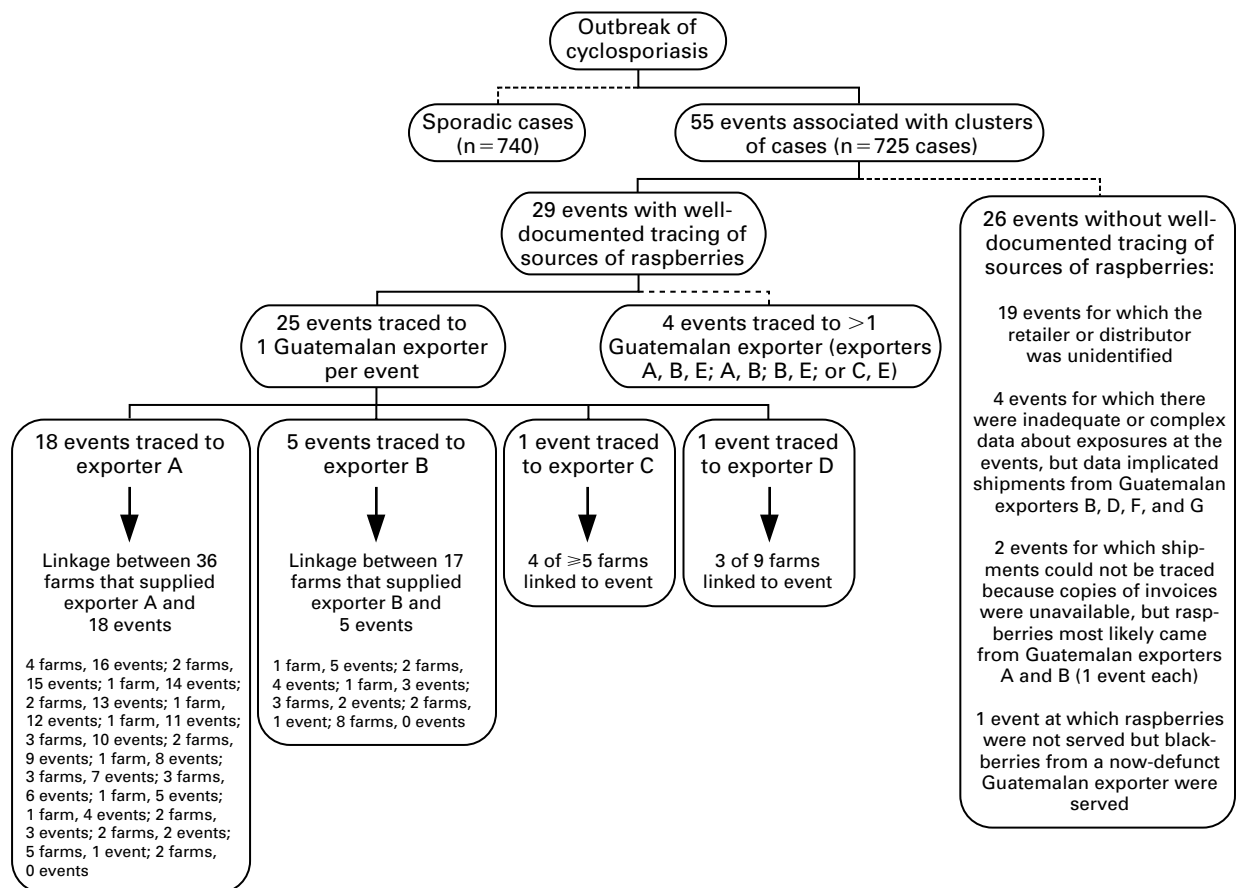 Outbreak of
cyclosporiasis
Sporadic cases
(n=740)
55 events associated with clusters
of cases (n=725 cases)
29 events with well-
documented tracing of
sources of raspberries
26 events without well-
documented tracing of
sources of raspberries:
19 events for which the
retailer or distributor
was unidentified
4 events for which there
were inadequate or complex
data about exposures at the
events, but data implicated
shipments from Guatemalan
exporters B, D, F, and G
2 events for which ship-
ments could not be traced
because copies of invoices
were unavailable, but rasp-
berries most likely came
from Guatemalan exporters
A and B (1 event each)
1 event at which raspberries
were not served but black-
berries from a now-defunct
Guatemalan exporter were
served
25 events traced to
1 Guatemalan exporter
per event
4 events traced to >1
Guatemalan exporter (exporters
A, B, E; A, B; B, E; or C, E)
18 events traced to
exporter A
Linkage between 36
farms that supplied
exporter A and
18 events
4 farms, 16 events; 2 farms,
15 events; 1 farm, 14 events;
2 farms, 13 events; 1 farm,
12 events; 1 farm, 11 events;
3 farms, 10 events; 2 farms,
9 events; 1 farm, 8 events;
3 farms, 7 events; 3 farms,
6 events; 1 farm, 5 events;
1 farm, 4 events; 2 farms,
3 events; 2 farms, 2 events;
5 farms, 1 event; 2 farms,
0 events
5 events traced to
exporter B
Linkage between 17
farms that supplied
exporter B and
5 events
1 farm, 5 events; 2 farms,
4 events; 1 farm, 3 events;
3 farms, 2 events; 2 farms,
1 event; 8 farms, 0 events
1 event traced
to exporter C
4 of ⩾5 farms
linked to event
1 event traced
to exporter D
3 of 9 farms
linked to event